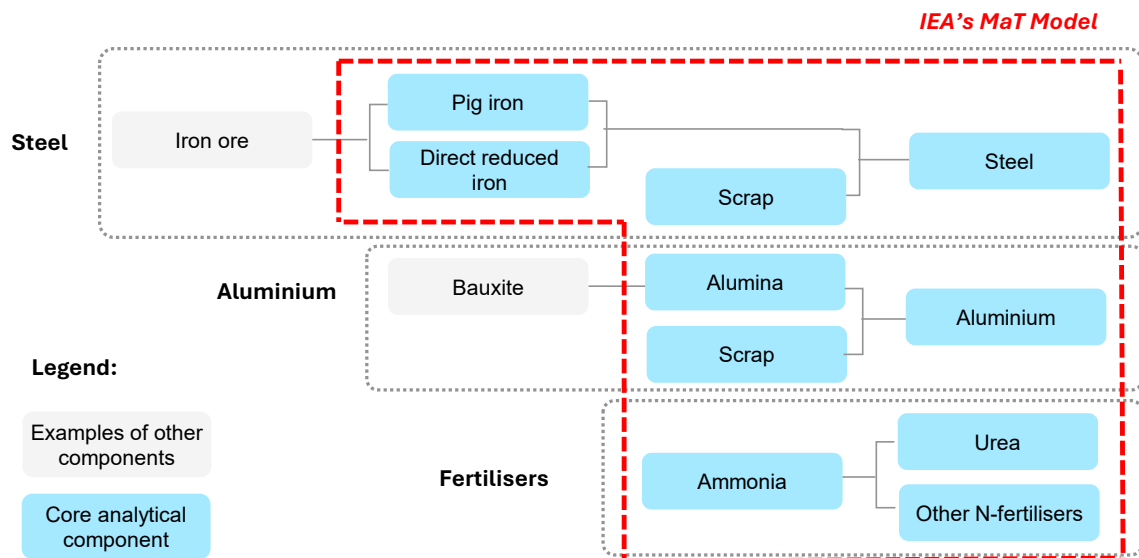 IEA's MaT Model
Steel
Iron ore
Pig iron
Direct reduced
iron
Scrap
Steel
Aluminium
Bauxite
Alumina
Scrap
Aluminium
Legend:
Examples of other
components
Core analytical
component
Fertilisers
Ammonia
Urea
Other N-fertilisers